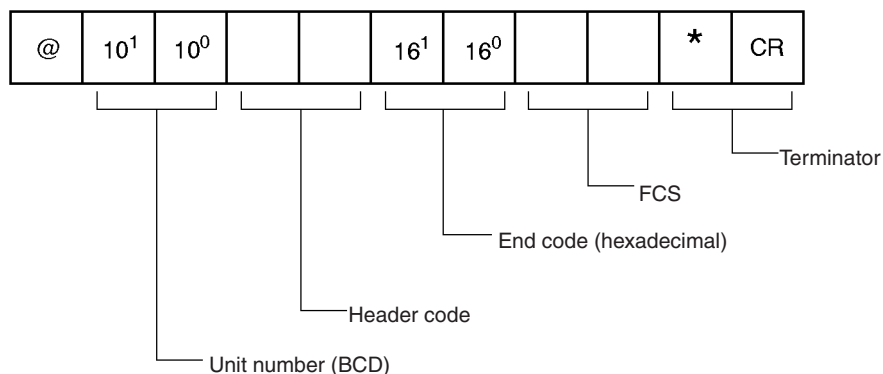 @ 10¹ 10⁰ 16¹ 16⁰ * CR
Terminator
FCS
End code (hexadecimal)
Header code
Unit number (BCD)